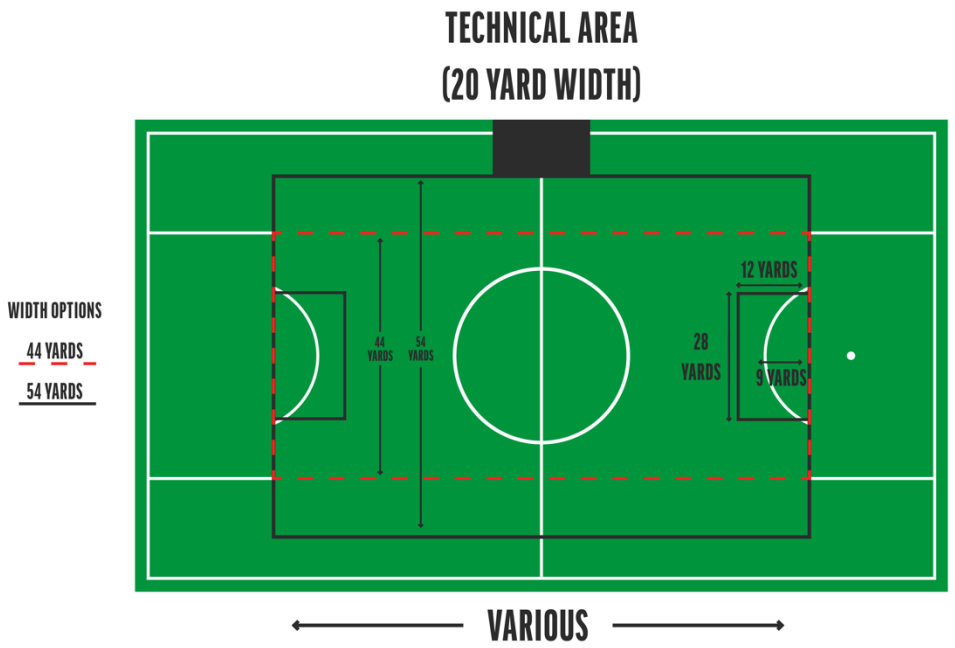 TECHNICAL AREA
(20 YARD WIDTH)
12 YARDS
WIDTH OPTIONS
44 YARDS
54 YARDS
44
YARDS
54
YARDS
28
YARDS
9 YARDS
VARIOUS